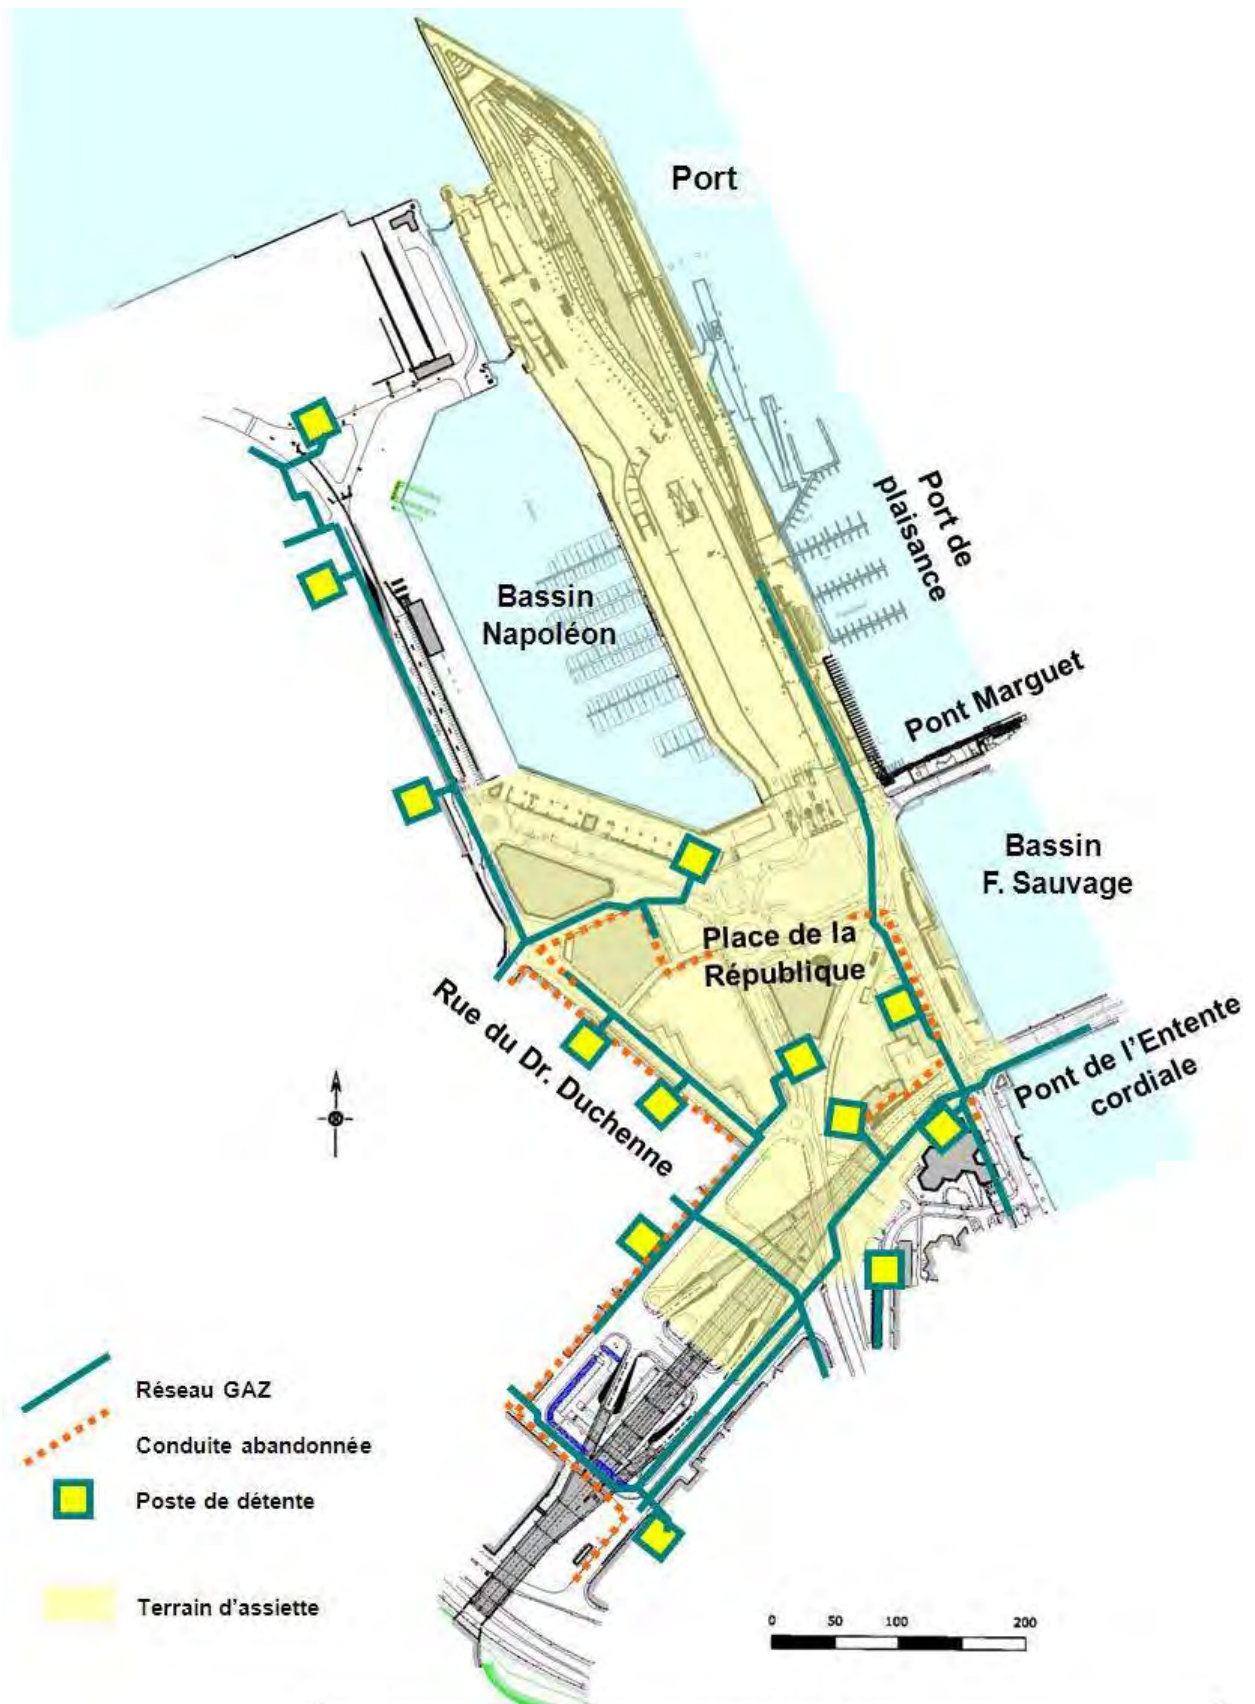 Port
Port de
plaisance
Bassin
Napoléon
Pont Marguet
Bassin
F. Sauvage
Place de la
République
Rue du Dr. Duchenne
Pont de l'Entente
cordiale
Réseau GAZ
Conduite abandonnée
Poste de détente
Terrain d'assiette
0 50 100 200